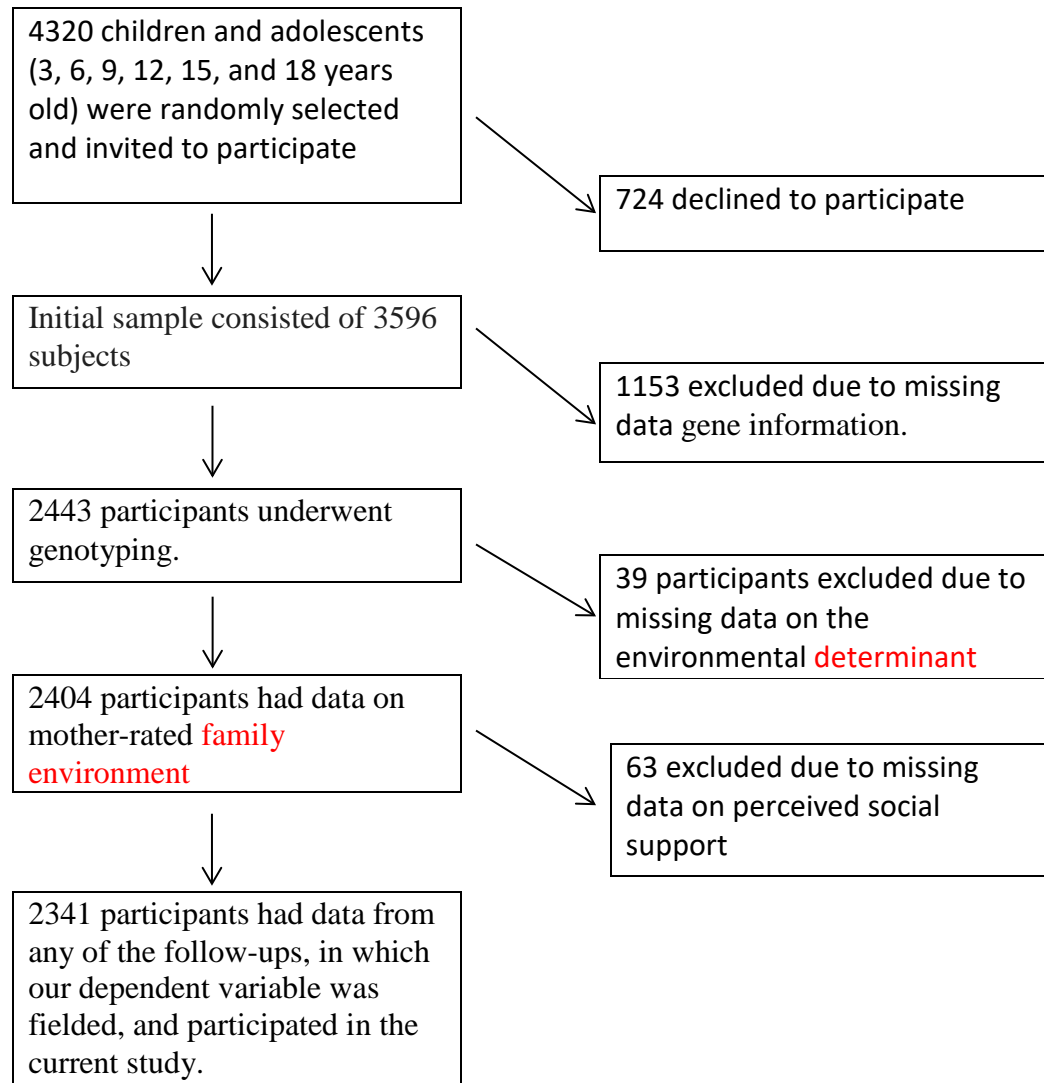 4320 children and adolescents
(3, 6, 9, 12, 15, and 18 years
old) were randomly selected
and invited to participate
724 declined to participate
Initial sample consisted of 3596
subjects
1153 excluded due to missing
data gene information.
2443 participants underwent
genotyping.
39 participants excluded due to
missing data on the
environmental determinant
2404 participants had data on
mother-rated family
environment
63 excluded due to missing
data on perceived social
support
2341 participants had data from
any of the follow-ups, in which
our dependent variable was
fielded, and participated in the
current study.